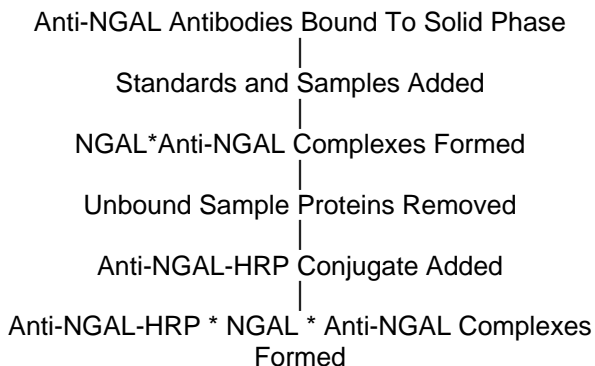 Anti-NGAL Antibodies Bound To Solid Phase
Standards and Samples Added
NGAL*Anti-NGAL Complexes Formed
Unbound Sample Proteins Removed
Anti-NGAL-HRP Conjugate Added
Anti-NGAL-HRP * NGAL * Anti-NGAL Complexes
Formed